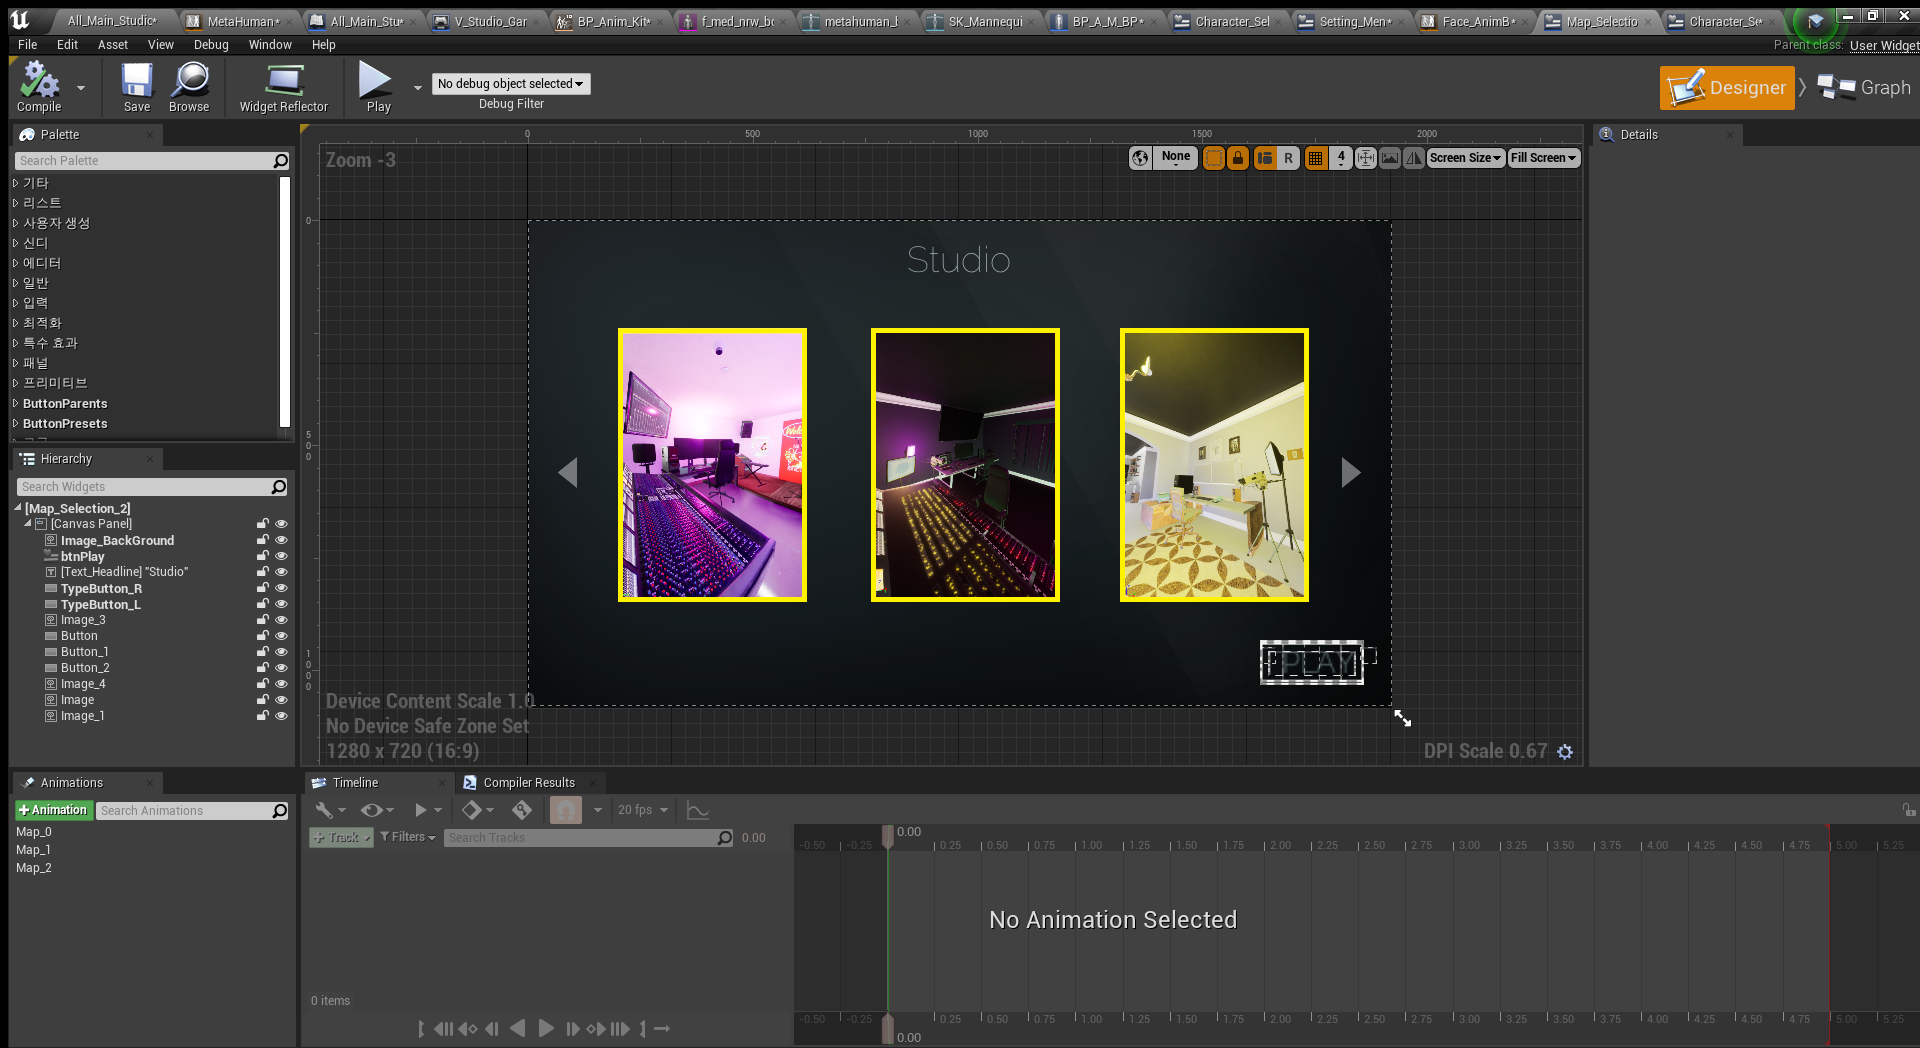 All_Main_Studic*
MetaHuman*
All_Main_Stu*
V_Studio_Gar
BP_Anim_Kit*
f_med_nrw_b
metahuman_
SK_Mannequi
BP_A_M_BP*
Character_Sel
Setting_Men*
Face_AnimB*
Map_Selectio
Character_Se*
File Edit Asset View Window Debug Help
Parent class: User Widget
Compile
Save
Browse
Widget Reflector
Play
No debug object selected
Debug Filter
Designer
Graph
Palette
Search Palette
기타
리스트
사용자 생성
신디
에디터
일반
입력
최적화
특수 효과
패널
프리미티브
ButtonParents
ButtonPresets
Hierarchy
Search Widgets
[Map_Selection_2]
[Canvas Panel]
Image_BackGround
btnPlay
[Text_Headline] "Studio"
TypeButton_R
TypeButton_L
Image_3
Button
Button_1
Button_2
Image_4
Image
Image_1
0 500 1000 1500 2000
Zoom -3
None
R
4
Screen Size
Fill Screen
0
500
1000
Studio
PLAY
Device Content Scale 1.0
No Device Safe Zone Set
1280 x 720 (16:9)
DPI Scale 0.67
Details
Animations
+Animation
Search Animations
Map_0
Map_1
Map_2
Timeline
Compiler Results
20 fps
+ Track
Filters
Search Tracks
0.00
0.00
-0.50 -0.25 0.25 0.50 0.75 1.00 1.25 1.50 1.75 2.00 2.25 2.50 2.75 3.00 3.25 3.50 3.75 4.00 4.25 4.50 4.75 5.00 5.25
No Animation Selected
0 items
-0.50 -0.25 0.25 0.50 0.75 1.00 1.25 1.50 1.75 2.00 2.25 2.50 2.75 3.00 3.25 3.50 3.75 4.00 4.25 4.50 4.75 5.00 5.25
0.00